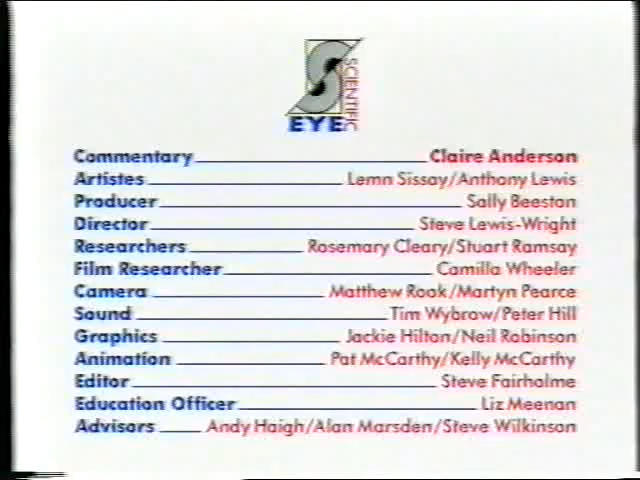 SCIENTIFIC
EYE
Commentary Claire Anderson
Artistes Lemn Sissay/Anthony Lewis
Producer Sally Beeston
Director Steve Lewis-Wright
Researchers Rosemary Cleary/Stuart Ramsay
Film Researcher Camilla Wheeler
Camera Matthew Rook/Martyn Pearce
Sound Tim Wybrow/Peter Hill
Graphics Jackie Hilton/Neil Robinson
Animation Pat McCarthy/Kelly McCarthy
Editor Steve Fairholme
Education Officer Liz Meenan
Advisors Andy Haigh/Alan Marsden/Steve Wilkinson